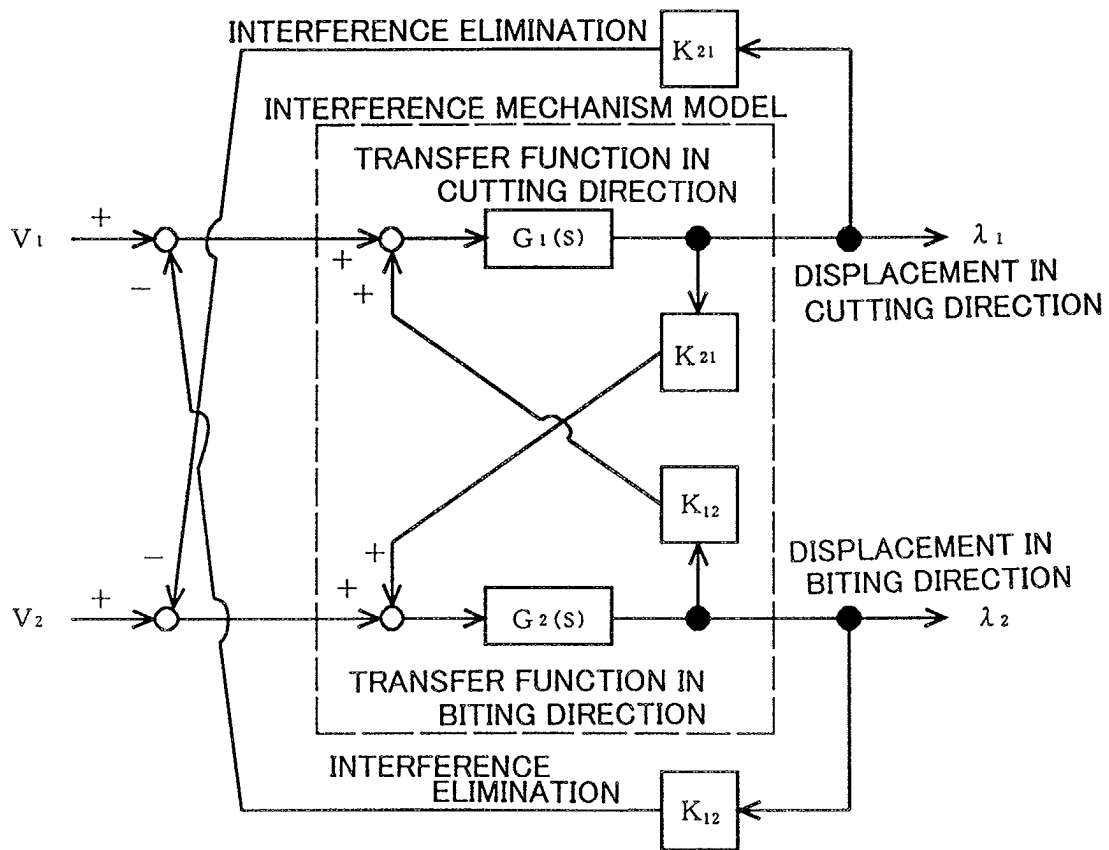 INTERFERENCE ELIMINATION
K21
INTERFERENCE MECHANISM MODEL
TRANSFER FUNCTION IN
CUTTING DIRECTION
+
V1
−
+
+
G1(S)
λ1
DISPLACEMENT IN
CUTTING DIRECTION
K21
K12
−
+
DISPLACEMENT IN
BITING DIRECTION
+
V2
+
G2(S)
λ2
TRANSFER FUNCTION IN
BITING DIRECTION
INTERFERENCE
ELIMINATION
K12